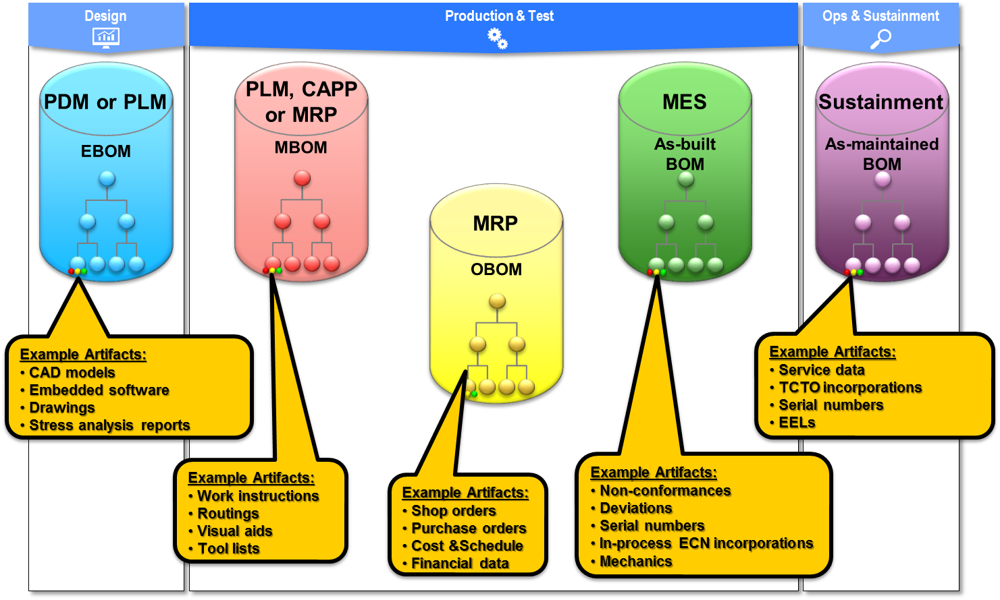 Design
Production & Test
Ops & Sustainment
PDM or PLM
EBOM
PLM, CAPP
or MRP
MBOM
MRP
OBOM
MES
As-built
BOM
Sustainment
As-maintained
BOM
Example Artifacts:
• CAD models
• Embedded software
• Drawings
• Stress analysis reports
Example Artifacts:
• Work instructions
• Routings
• Visual aids
• Tool lists
Example Artifacts:
• Shop orders
• Purchase orders
• Cost &Schedule
• Financial data
Example Artifacts:
• Non-conformances
• Deviations
• Serial numbers
• In-process ECN incorporations
• Mechanics
Example Artifacts:
• Service data
• TCTO incorporations
• Serial numbers
• EELs